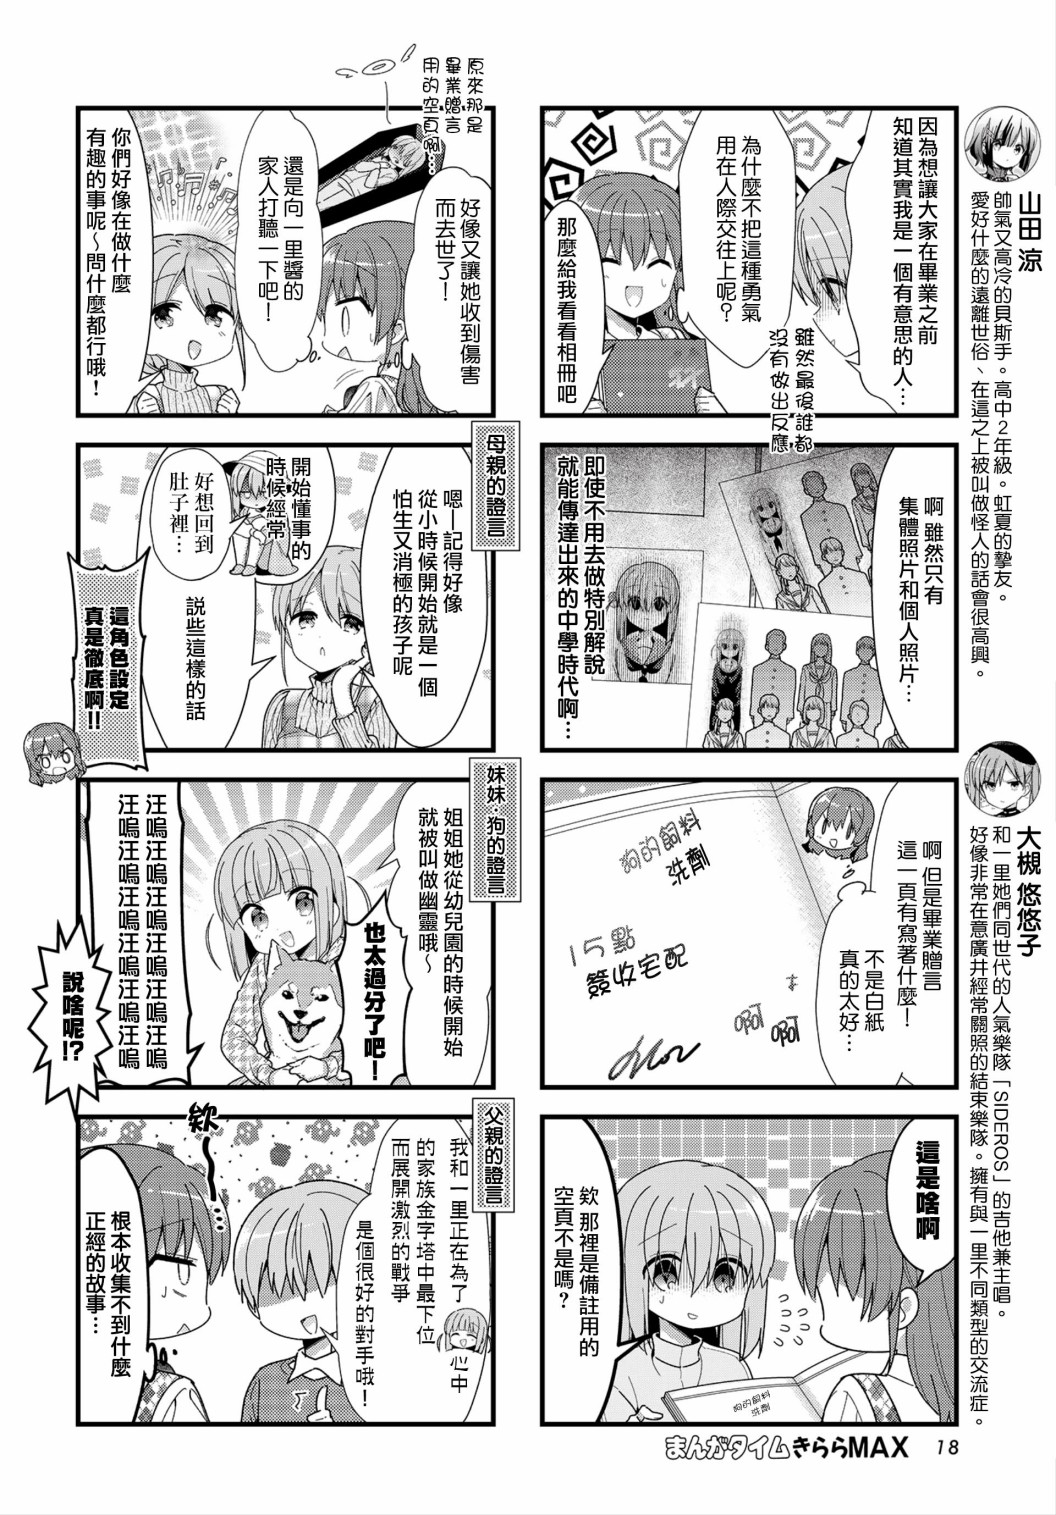 山田 涼
帥氣又高冷的貝斯手。高中2年級。虹夏的摯友。
愛好什麼的遠離世俗、在這之上被叫做怪人的話會很高興。
大槻 悠悠子
和一里她們同世代的人氣樂隊「SIDEROS」的吉他兼主唱。
好像非常在意廣井經常關照的結束樂隊。擁有與一里不同類型的交流症。
因為想讓大家在畢業之前
知道其實我是一個有意思的人…
為什麼不把這種勇氣
用在人際交往上呢？
雖然最後誰都
沒有做出反應
那麼給我看看相冊吧
啊 雖然只有
集體照片和個人照片…
即使不用去做特別解說
就能傳達出來的中學時代啊…
啊 但是畢業贈言
這一頁有寫著什麼！
不是白紙
真的太好…
狗的飼料
洗劑
15點
簽收宅配
啊
啊
這是啥啊
欸 那裡是備註用的
空頁不是嗎？
狗的飼料
洗劑
原來那是
畢業贈言
用的空頁啊…
好像又讓她收到傷害
而去世了！
還是向一里醬的
家人打聽一下吧！
你們好像在做什麼
有趣的事呢～問什麼都行哦！
母親的證言
嗯—記得好像
從小時候開始就是一個
怕生又消極的孩子呢
開始懂事的
時候經常
好想回到
肚子裡…
說些這樣的話
這角色設定
真是徹底啊!!
妹妹·狗的證言
姐姐她從幼兒園的時候開始
就被叫做幽靈哦～
也太過分了吧！
汪嗚汪嗚汪嗚汪嗚汪嗚
汪嗚汪嗚汪嗚汪嗚汪嗚
說啥呢!?
父親的證言
我和一里正在為了心中
的家族金字塔中最下位
而展開激烈的戰爭
是個很好的對手哦！
欸……
根本收集不到什麼
正經的故事…
まんがタイムきららMAX 18